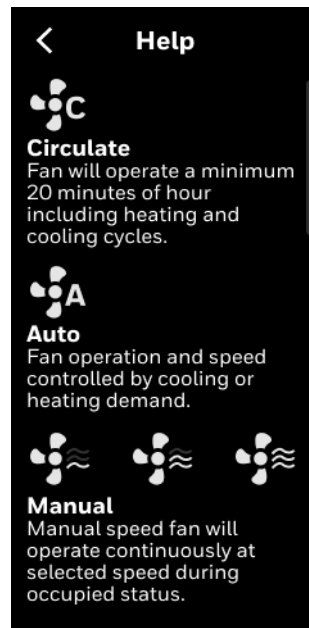 Help
C
Circulate
Fan will operate a minimum
20 minutes of hour
including heating and
cooling cycles.
A
Auto
Fan operation and speed
controlled by cooling or
heating demand.
Manual
Manual speed fan will
operate continuously at
selected speed during
occupied status.